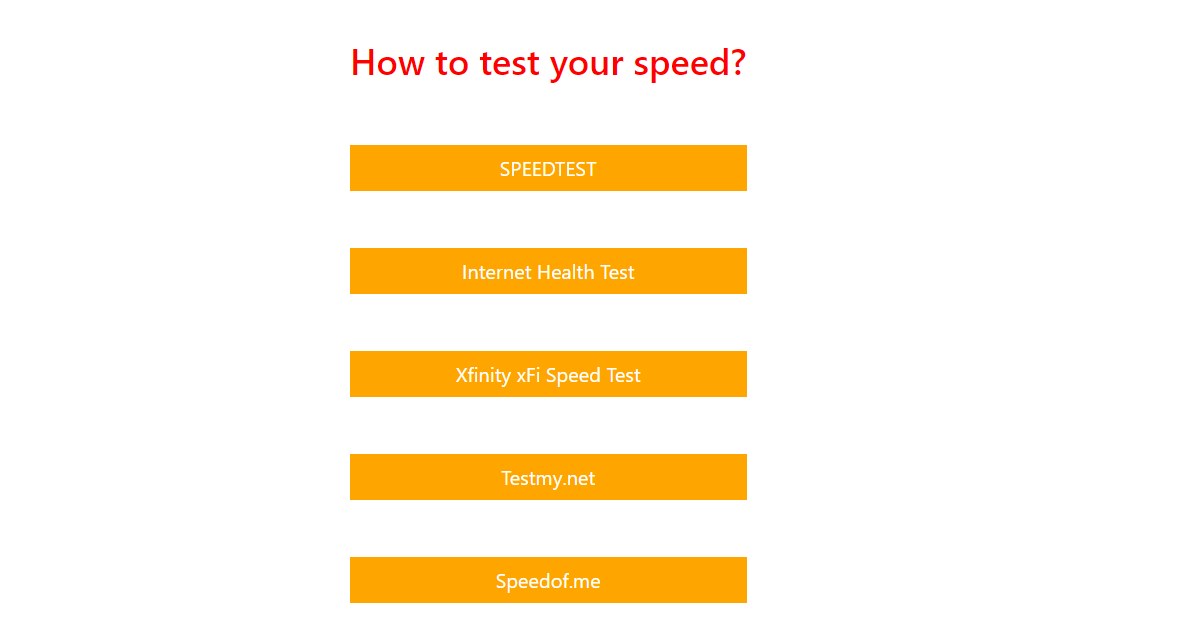 How to test your speed?
SPEEDTEST
Internet Health Test
Xfinity xFi Speed Test
Testmy.net
Speedof.me